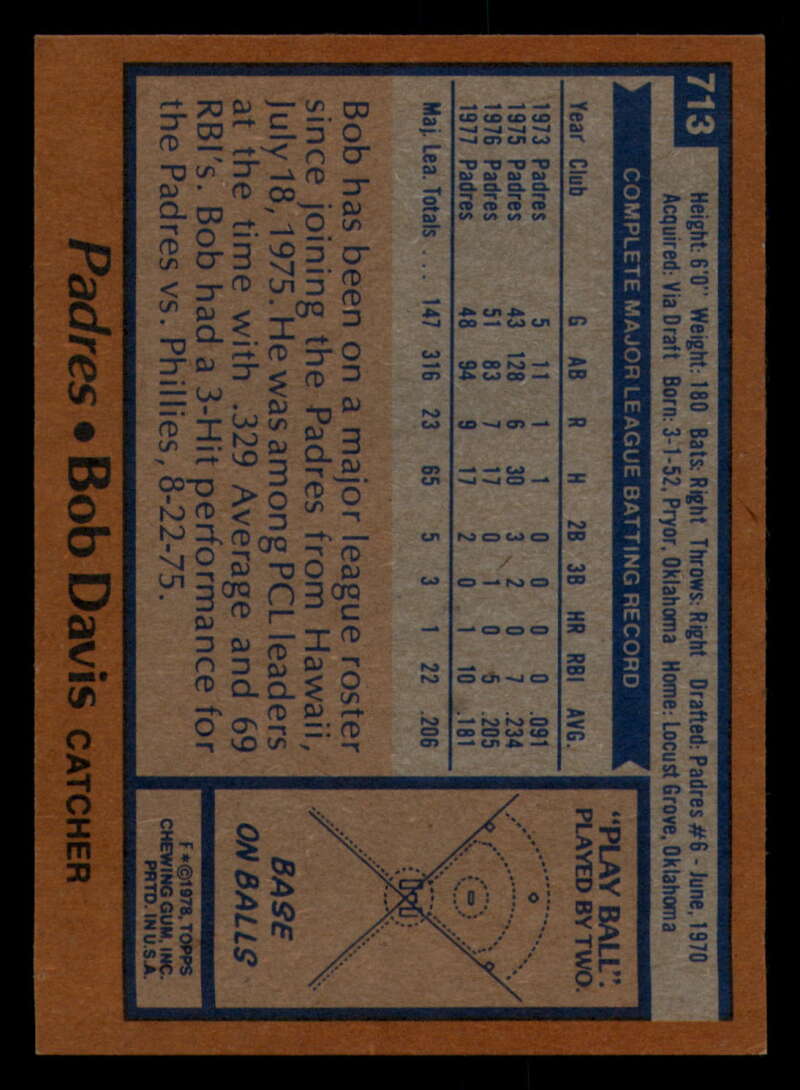 713
Height: 6'0" Weight: 180 Bats: Right Throws: Right Drafted: Padres #6 - June, 1970
Acquired: Via Draft Born: 3-1-52, Pryor, Oklahoma Home: Locust Grove, Oklahoma
COMPLETE MAJOR LEAGUE BATTING RECORD
Year Club G AB R H 2B 3B HR RBI AVG.
1973 Padres 5 11 1 1 0 0 0 0 .091
1975 Padres 43 128 6 30 3 2 0 7 .234
1976 Padres 51 83 7 17 0 1 0 5 .205
1977 Padres 48 94 9 17 2 0 1 10 .181
Maj. Lea. Totals . . . 147 316 23 65 5 3 1 22 .206
Bob has been on a major league roster
since joining the Padres from Hawaii,
July 18, 1975. He was among PCL leaders
at the time with .329 Average and 69
RBI's. Bob had a 3-Hit performance for
the Padres vs. Phillies, 8-22-75.
"PLAY BALL".
PLAYED BY TWO.
BASE
ON BALLS
F*©1978, TOPPS
CHEWING GUM, INC.
PRTD. IN U.S.A.
Padres • Bob Davis CATCHER